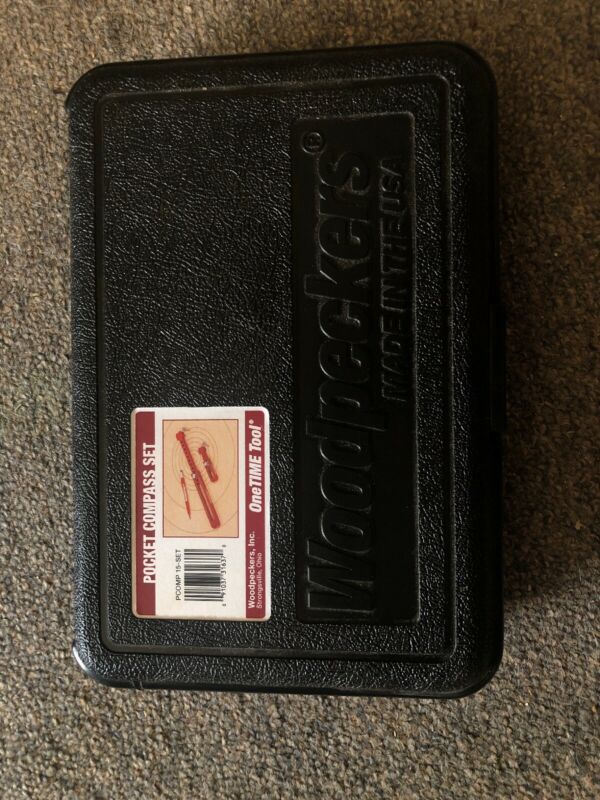 Woodpeckers®
MADE IN THE USA
POCKET COMPASS SET
PCOMP 15-SET
Woodpeckers, Inc.
Strongsville, Ohio
OneTIME Tool®